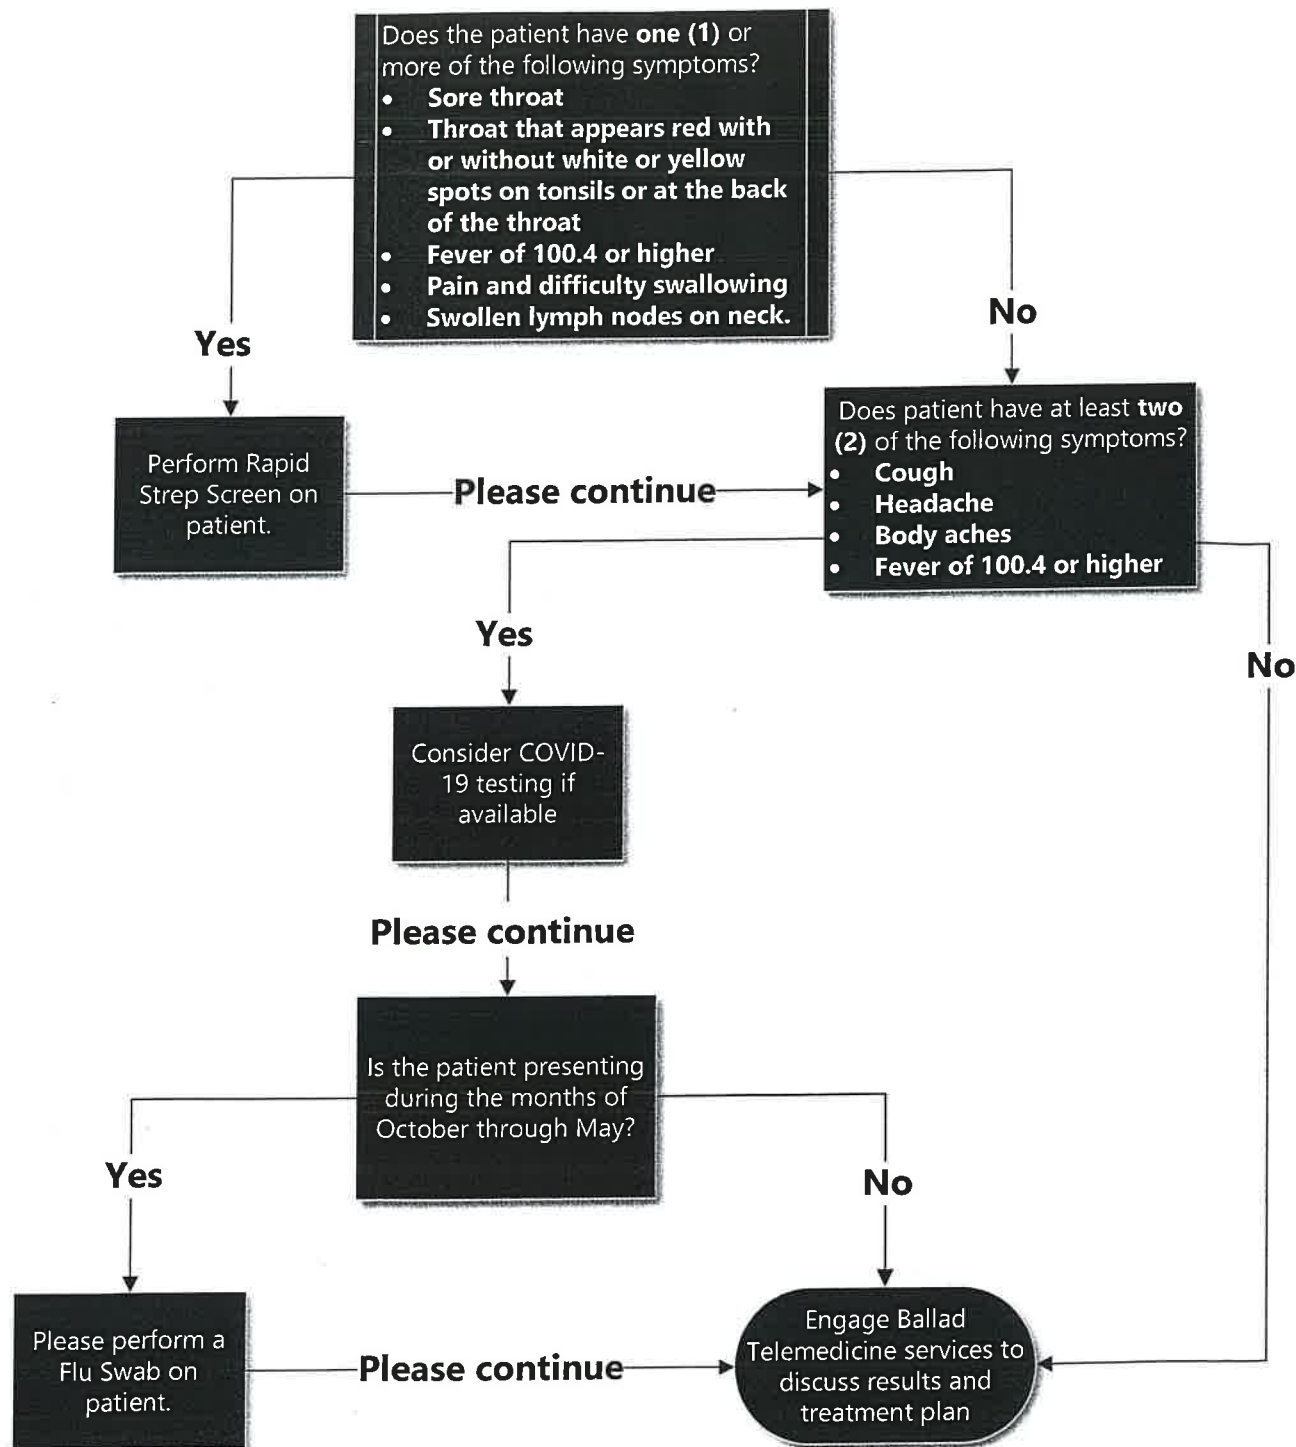 Does the patient have one (1) or
more of the following symptoms?
• Sore throat
• Throat that appears red with
or without white or yellow
spots on tonsils or at the back
of the throat
• Fever of 100.4 or higher
• Pain and difficulty swallowing
• Swollen lymph nodes on neck.
Yes
No
Perform Rapid
Strep Screen on
patient.
Please continue
Does patient have at least two
(2) of the following symptoms?
• Cough
• Headache
• Body aches
• Fever of 100.4 or higher
Yes
No
Consider COVID-
19 testing if
available
Please continue
Is the patient presenting
during the months of
October through May?
Yes
No
Please perform a
Flu Swab on
patient.
Please continue
Engage Ballad
Telemedicine services to
discuss results and
treatment plan